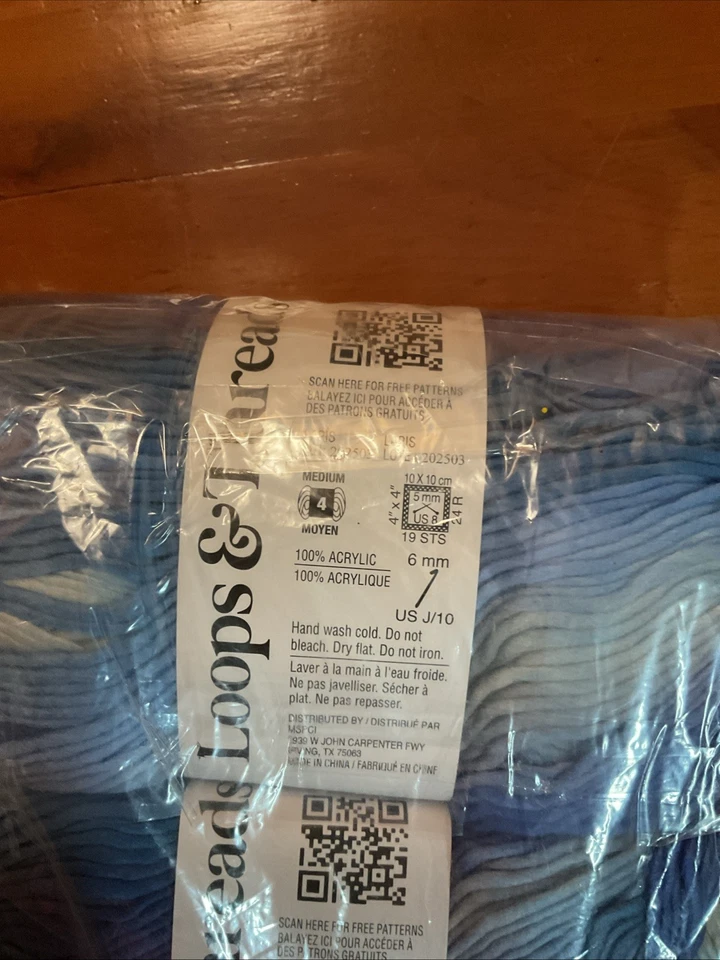 Loops & Threads
SCAN HERE FOR FREE PATTERNS
BALAYEZ ICI POUR ACCÉDER À
DES PATRONS GRATUITS
LAPIS
202503
MEDIUM
4
MOYEN
10 X 10 cm
4" x 4"
5 mm
US 8
24 R
19 STS
100% ACRYLIC
100% ACRYLIQUE
6 mm
US J/10
Hand wash cold. Do not
bleach. Dry flat. Do not iron.
Laver à la main à l'eau froide.
Ne pas javelliser. Sécher à
plat. Ne pas repasser.
DISTRIBUTED BY / DISTRIBUÉ PAR
MSPCI
3939 W JOHN CARPENTER FWY
IRVING, TX 75063
MADE IN CHINA / FABRIQUÉ EN CHINE
reads
SCAN HERE FOR FREE PATTERNS
BALAYEZ ICI POUR ACCÉDER À
DES PATRONS GRATUITS